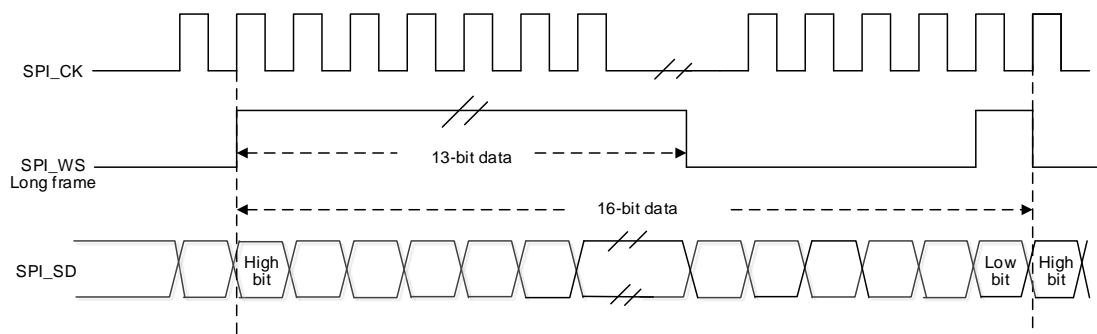 SPI_CK
SPI_WS
Long frame
13-bit data
16-bit data
SPI_SD
High
bit
Low
bit
High
bit